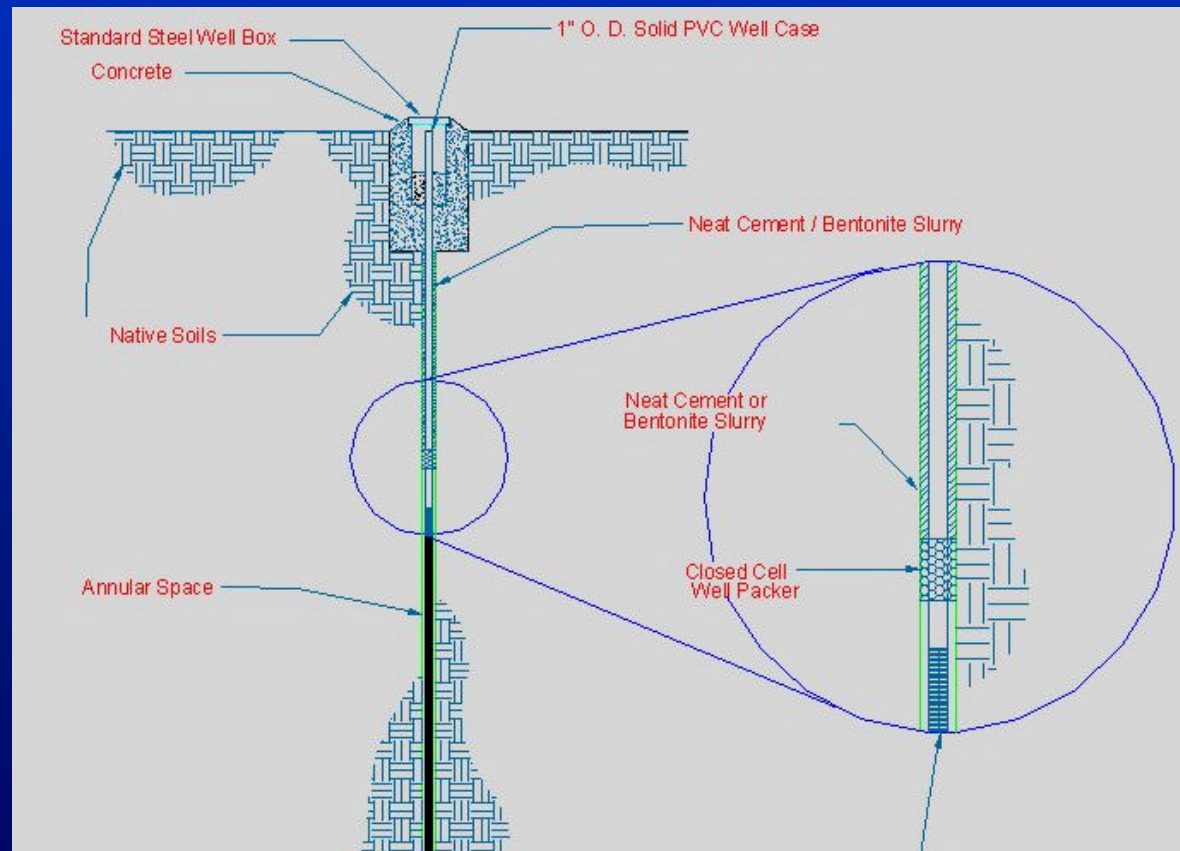 Standard Steel Well Box
1" O. D. Solid PVC Well Case
Concrete
Neat Cement / Bentonite Slurry
Native Soils
Neat Cement or
Bentonite Slurry
Closed Cell
Well Packer
Annular Space